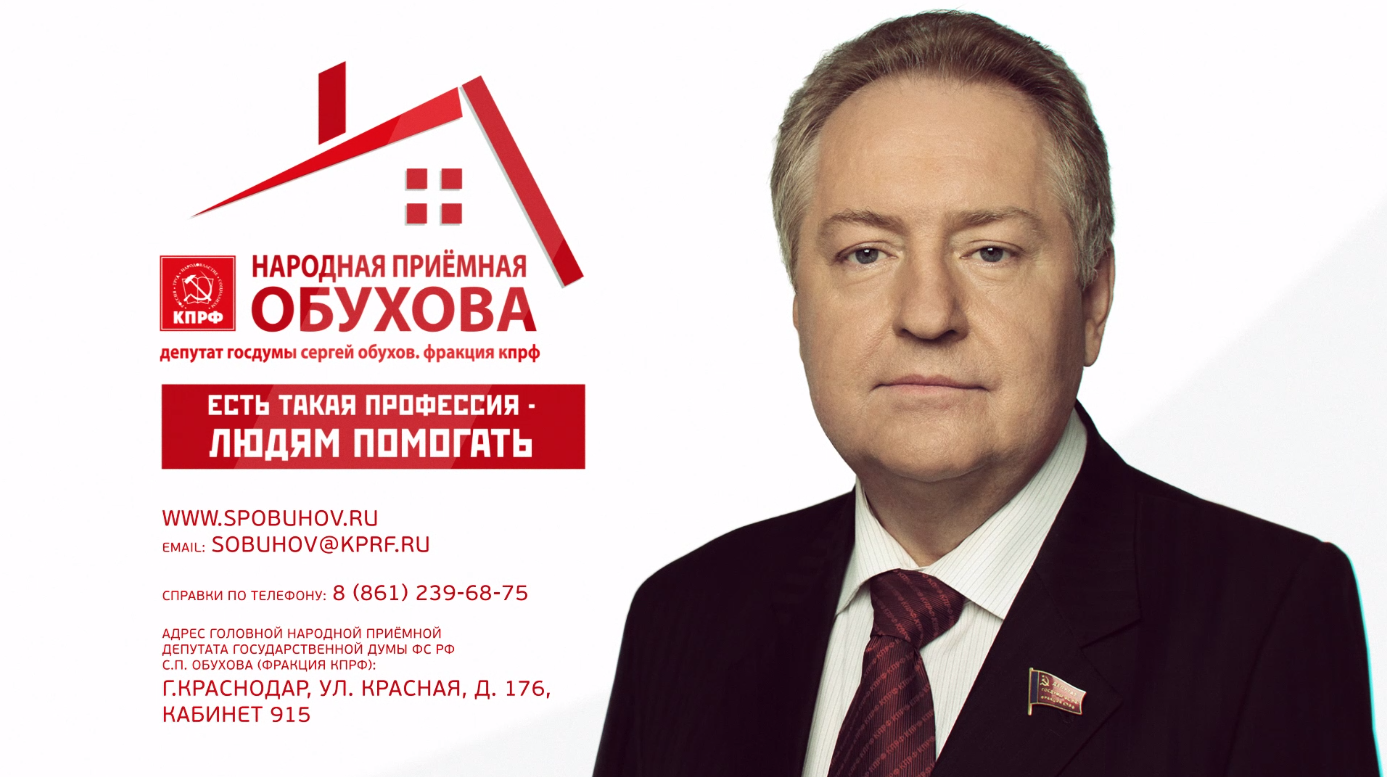 НАРОДНАЯ ПРИЁМНАЯ
ОБУХОВА
КПРФ
депутат госдумы сергей обухов. фракция кпрф
ЕСТЬ ТАКАЯ ПРОФЕССИЯ -
ЛЮДЯМ ПОМОГАТЬ
WWW.SPOBUHOV.RU
EMAIL: SOBUHOV@KPRF.RU
СПРАВКИ ПО ТЕЛЕФОНУ: 8 (861) 239-68-75
АДРЕС ГОЛОВНОЙ НАРОДНОЙ ПРИЁМНОЙ
ДЕПУТАТА ГОСУДАРСТВЕННОЙ ДУМЫ ФС РФ
С.П. ОБУХОВА (ФРАКЦИЯ КПРФ):
Г.КРАСНОДАР, УЛ. КРАСНАЯ, Д. 176,
КАБИНЕТ 915